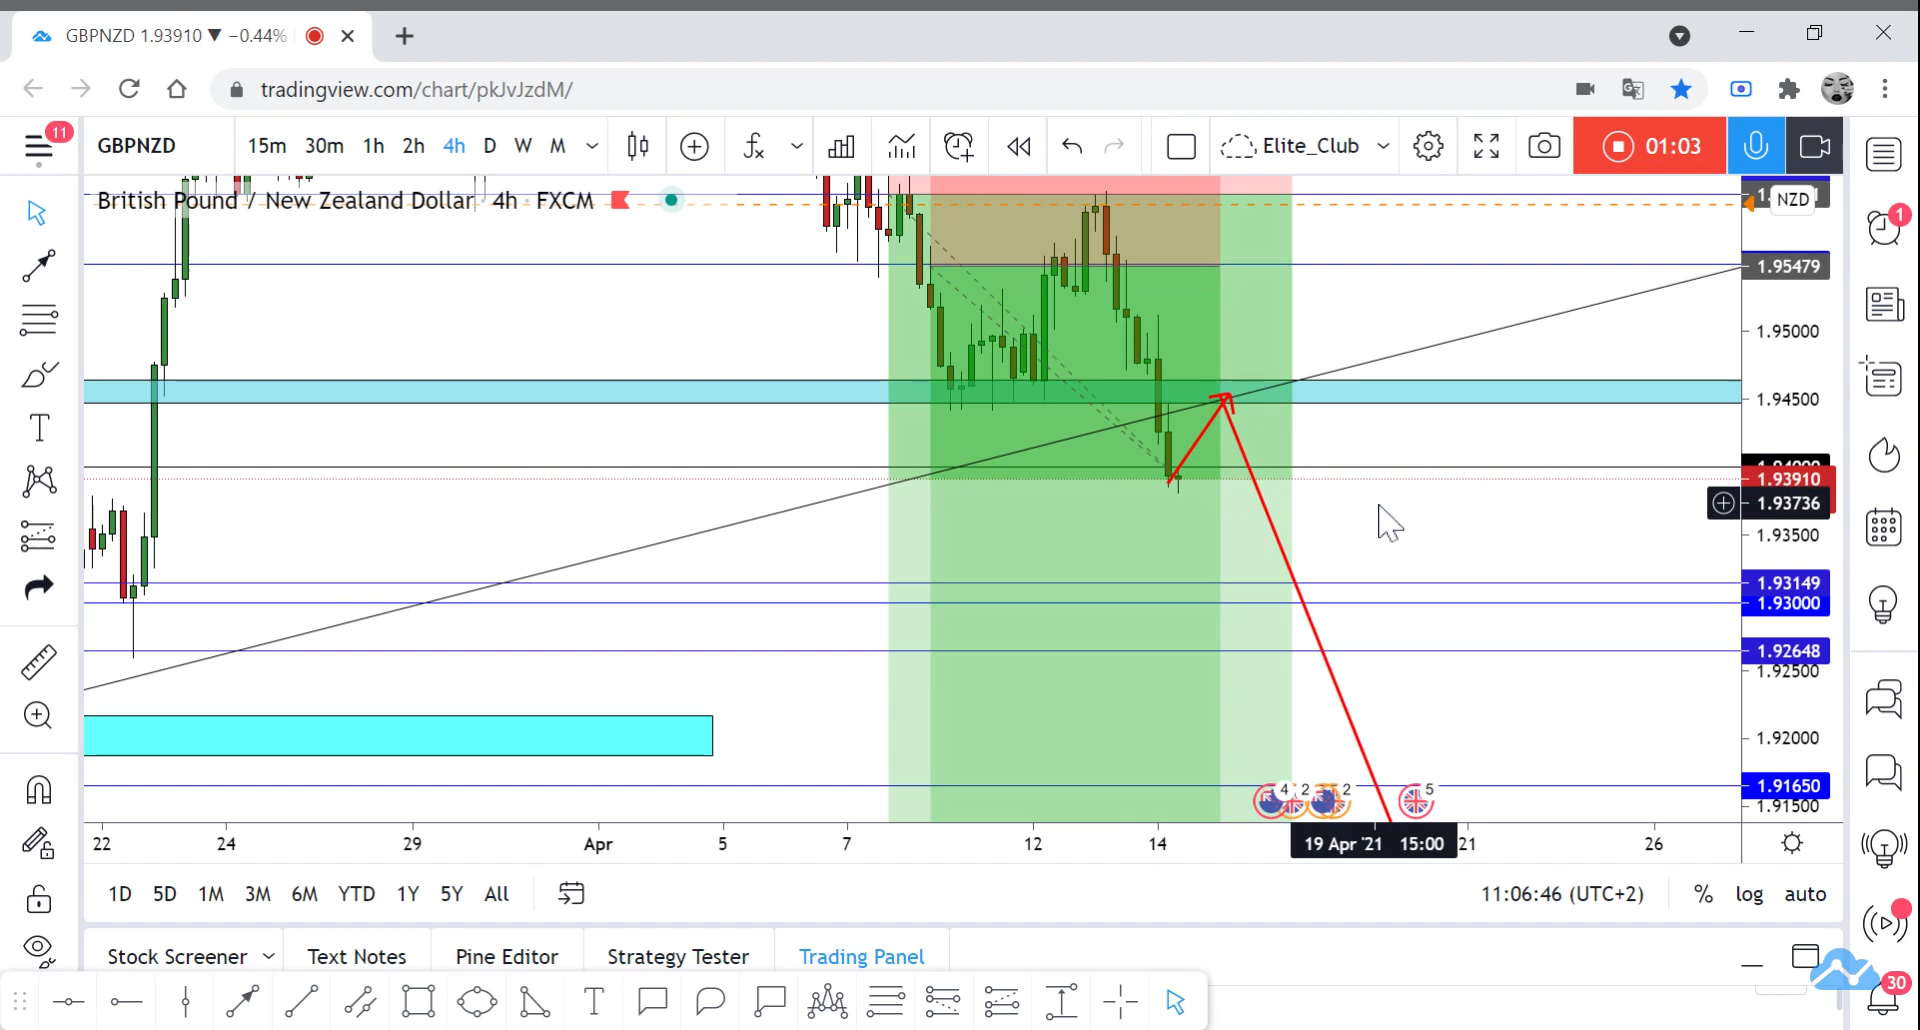 GBPNZD 1.93910 ▼ −0.44%
tradingview.com/chart/pkJvJzdM/
11
GBPNZD 15m 30m 1h 2h 4h D W M Elite_Club 01:03
British Pound / New Zealand Dollar 4h · FXCM
NZD
1
1.95479
1.95000
1.94500
1.93910
1.93736
1.93500
1.93149
1.93000
1.92648
1.92500
1.92000
1.91650
1.91500
4 2 2 5
22 24 29 Apr 5 7 12 14 19 Apr '21 15:00 21 26
1D 5D 1M 3M 6M YTD 1Y 5Y All 11:06:46 (UTC+2) % log auto
Stock Screener Text Notes Pine Editor Strategy Tester Trading Panel
30
T
T